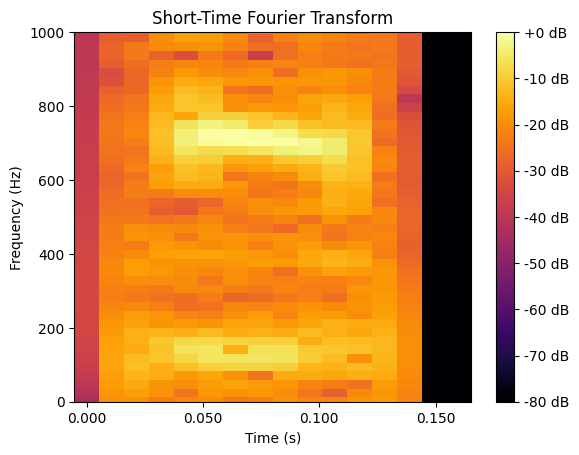 Short-Time Fourier Transform
Frequency (Hz)
1000
800
600
400
200
0
0.000
0.050
0.100
0.150
Time (s)
+0 dB
-10 dB
-20 dB
-30 dB
-40 dB
-50 dB
-60 dB
-70 dB
-80 dB